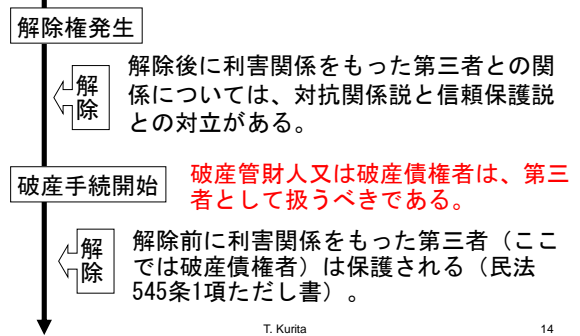 解除権発生
解除
解除後に利害関係をもった第三者との関
係については、対抗関係説と信頼保護説
との対立がある。
破産手続開始
破産管財人又は破産債権者は、第三
者として扱うべきである。
解除
解除前に利害関係をもった第三者（ここ
では破産債権者）は保護される（民法
545条1項ただし書）。
T. Kurita
14